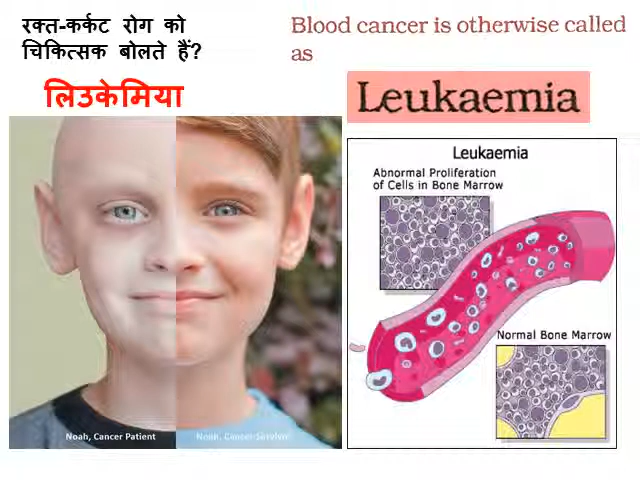 रक्त-कर्कट रोग को
चिकित्सक बोलते हैं?
लिउकेमिया
Blood cancer is otherwise called
as
Leukaemia
Leukaemia
Abnormal Proliferation
of Cells in Bone Marrow
Normal Bone Marrow
Noah, Cancer Patient
Noah, Cancer Survivor